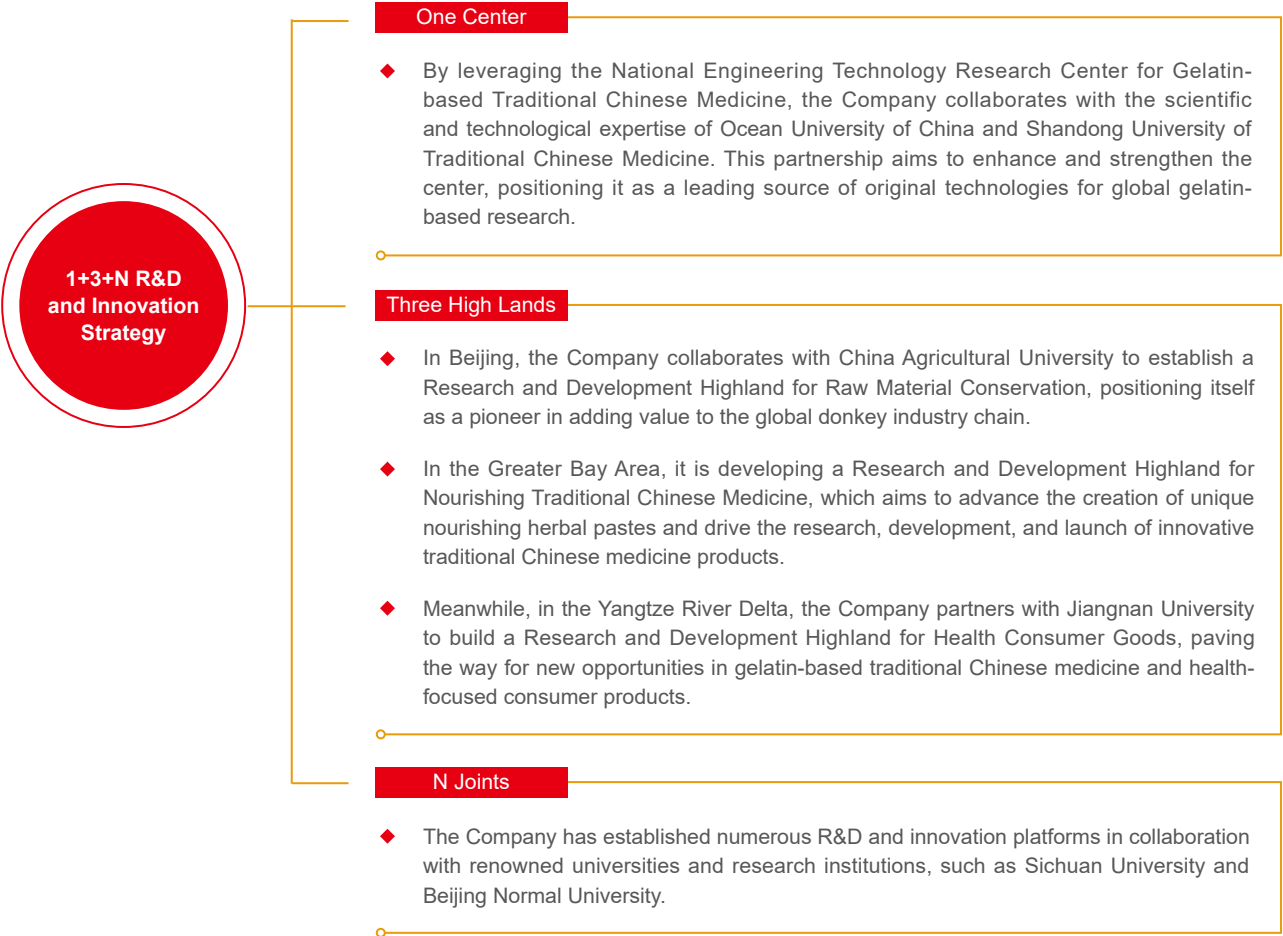 One Center
By leveraging the National Engineering Technology Research Center for Gelatin-
based Traditional Chinese Medicine, the Company collaborates with the scientific
and technological expertise of Ocean University of China and Shandong University of
Traditional Chinese Medicine. This partnership aims to enhance and strengthen the
center, positioning it as a leading source of original technologies for global gelatin-
based research.
1+3+N R&D
and Innovation
Strategy
Three High Lands
In Beijing, the Company collaborates with China Agricultural University to establish a
Research and Development Highland for Raw Material Conservation, positioning itself
as a pioneer in adding value to the global donkey industry chain.
In the Greater Bay Area, it is developing a Research and Development Highland for
Nourishing Traditional Chinese Medicine, which aims to advance the creation of unique
nourishing herbal pastes and drive the research, development, and launch of innovative
traditional Chinese medicine products.
Meanwhile, in the Yangtze River Delta, the Company partners with Jiangnan University
to build a Research and Development Highland for Health Consumer Goods, paving
the way for new opportunities in gelatin-based traditional Chinese medicine and health-
focused consumer products.
N Joints
The Company has established numerous R&D and innovation platforms in collaboration
with renowned universities and research institutions, such as Sichuan University and
Beijing Normal University.